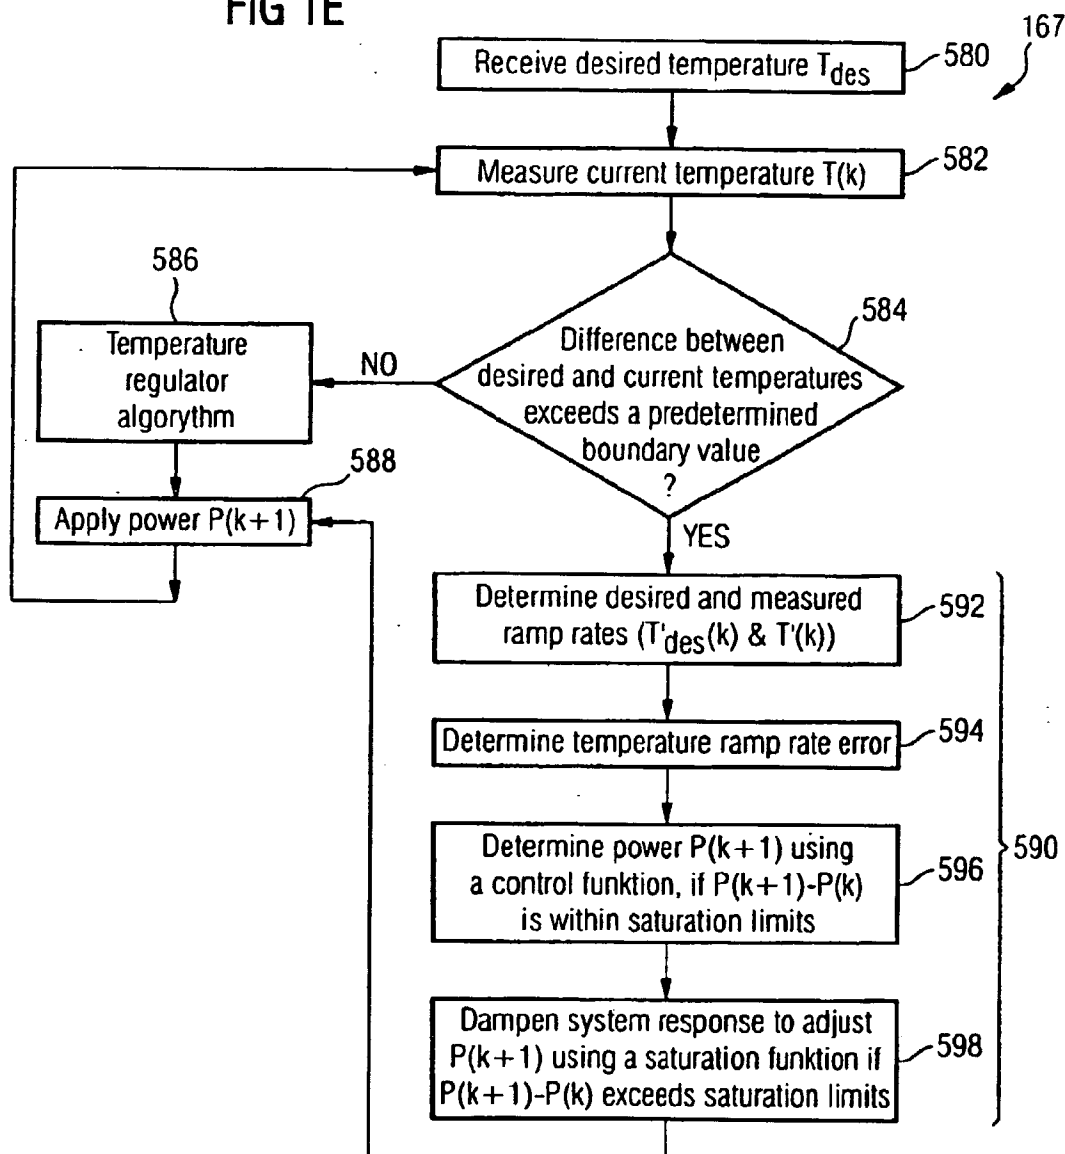 FIG 1E
167
Receive desired temperature Tdes
580
Measure current temperature T(k)
582
586
584
Temperature
regulator
algorythm
NO
Difference between
desired and current temperatures
exceeds a predetermined
boundary value
?
588
Apply power P(k+1)
YES
Determine desired and measured
ramp rates (T'des(k) & T'(k))
592
Determine temperature ramp rate error
594
Determine power P(k+1) using
a control funktion, if P(k+1)-P(k)
is within saturation limits
596
590
Dampen system response to adjust
P(k+1) using a saturation funktion if
P(k+1)-P(k) exceeds saturation limits
598